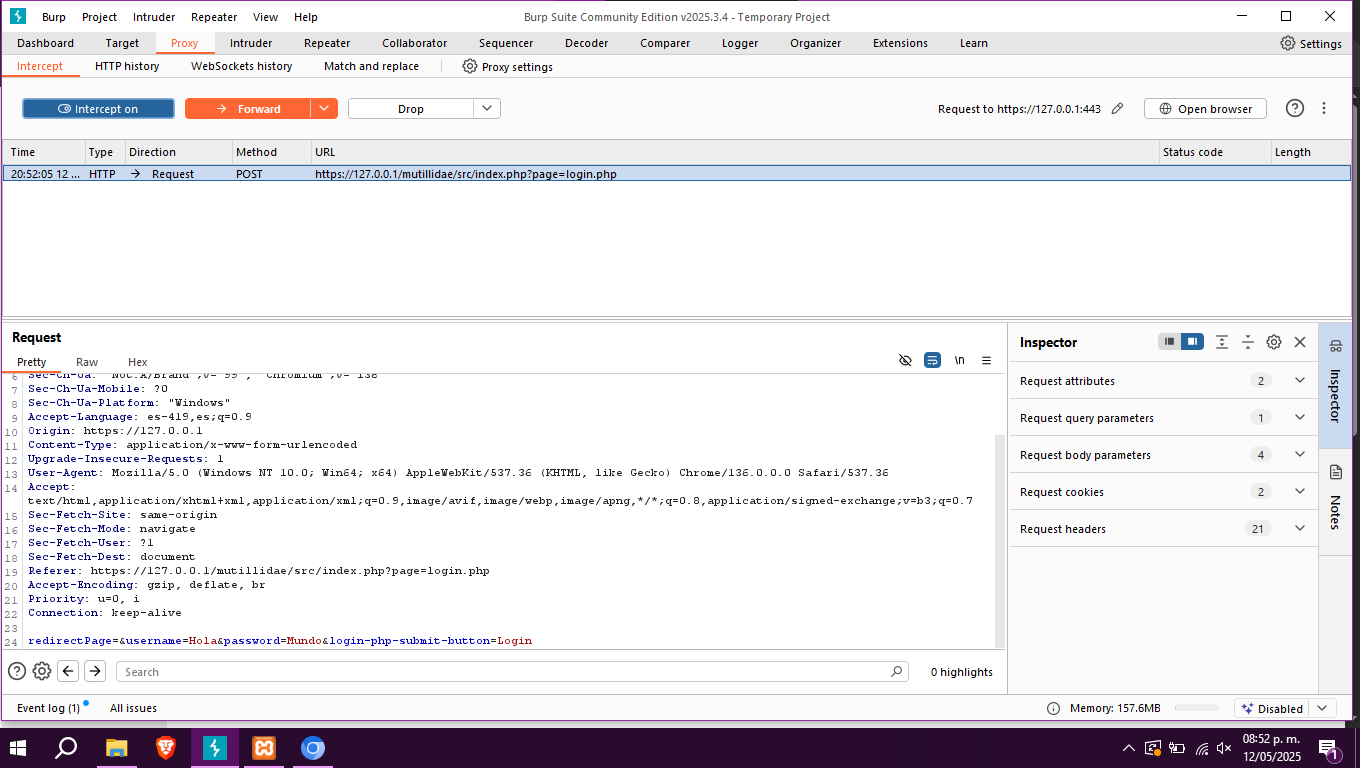 Burp Project Intruder Repeater View Help Burp Suite Community Edition v2025.3.4 - Temporary Project
Dashboard Target Proxy Intruder Repeater Collaborator Sequencer Decoder Comparer Logger Organizer Extensions Learn Settings
Intercept HTTP history WebSockets history Match and replace Proxy settings
Intercept on Forward Drop Request to https://127.0.0.1:443 Open browser
Time Type Direction Method URL Status code Length
20:52:05 12 ... HTTP Request POST https://127.0.0.1/mutillidae/src/index.php?page=login.php
Request
Pretty Raw Hex \n
6 Sec-Ch-Ua: "Not.A/Brand";v="99", "Chromium";v="136"
7 Sec-Ch-Ua-Mobile: ?0
8 Sec-Ch-Ua-Platform: "Windows"
9 Accept-Language: es-419,es;q=0.9
10 Origin: https://127.0.0.1
11 Content-Type: application/x-www-form-urlencoded
12 Upgrade-Insecure-Requests: 1
13 User-Agent: Mozilla/5.0 (Windows NT 10.0; Win64; x64) AppleWebKit/537.36 (KHTML, like Gecko) Chrome/136.0.0.0 Safari/537.36
14 Accept:
text/html,application/xhtml+xml,application/xml;q=0.9,image/avif,image/webp,image/apng,*/*;q=0.8,application/signed-exchange;v=b3;q=0.7
15 Sec-Fetch-Site: same-origin
16 Sec-Fetch-Mode: navigate
17 Sec-Fetch-User: ?1
18 Sec-Fetch-Dest: document
19 Referer: https://127.0.0.1/mutillidae/src/index.php?page=login.php
20 Accept-Encoding: gzip, deflate, br
21 Priority: u=0, i
22 Connection: keep-alive
23
24 redirectPage=&username=Hola&password=Mundo&login-php-submit-button=Login
Search 0 highlights
Inspector
Request attributes 2
Request query parameters 1
Request body parameters 4
Request cookies 2
Request headers 21
Inspector
Notes
Event log (1) All issues Memory: 157.6MB Disabled
08:52 p. m.
12/05/2025
1